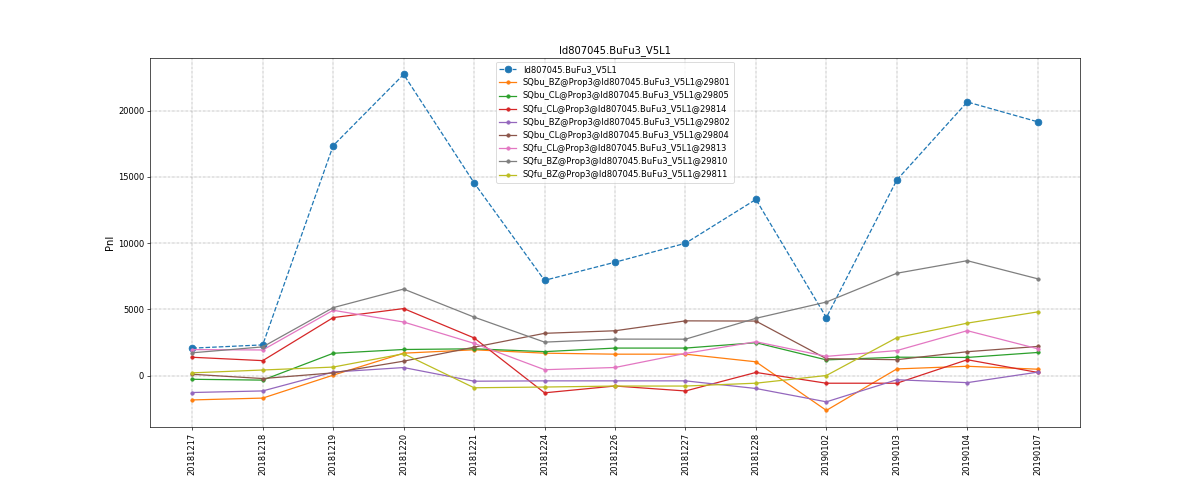 Id807045.BuFu3_V5L1
Id807045.BuFu3_V5L1
SQbu_BZ@Prop3@Id807045.BuFu3_V5L1@29801
SQbu_CL@Prop3@Id807045.BuFu3_V5L1@29805
SQfu_CL@Prop3@Id807045.BuFu3_V5L1@29814
SQbu_BZ@Prop3@Id807045.BuFu3_V5L1@29802
SQbu_CL@Prop3@Id807045.BuFu3_V5L1@29804
SQfu_CL@Prop3@Id807045.BuFu3_V5L1@29813
SQfu_BZ@Prop3@Id807045.BuFu3_V5L1@29810
SQfu_BZ@Prop3@Id807045.BuFu3_V5L1@29811
Pnl
20000
15000
10000
5000
0
20181217
20181218
20181219
20181220
20181221
20181224
20181226
20181227
20181228
20190102
20190103
20190104
20190107